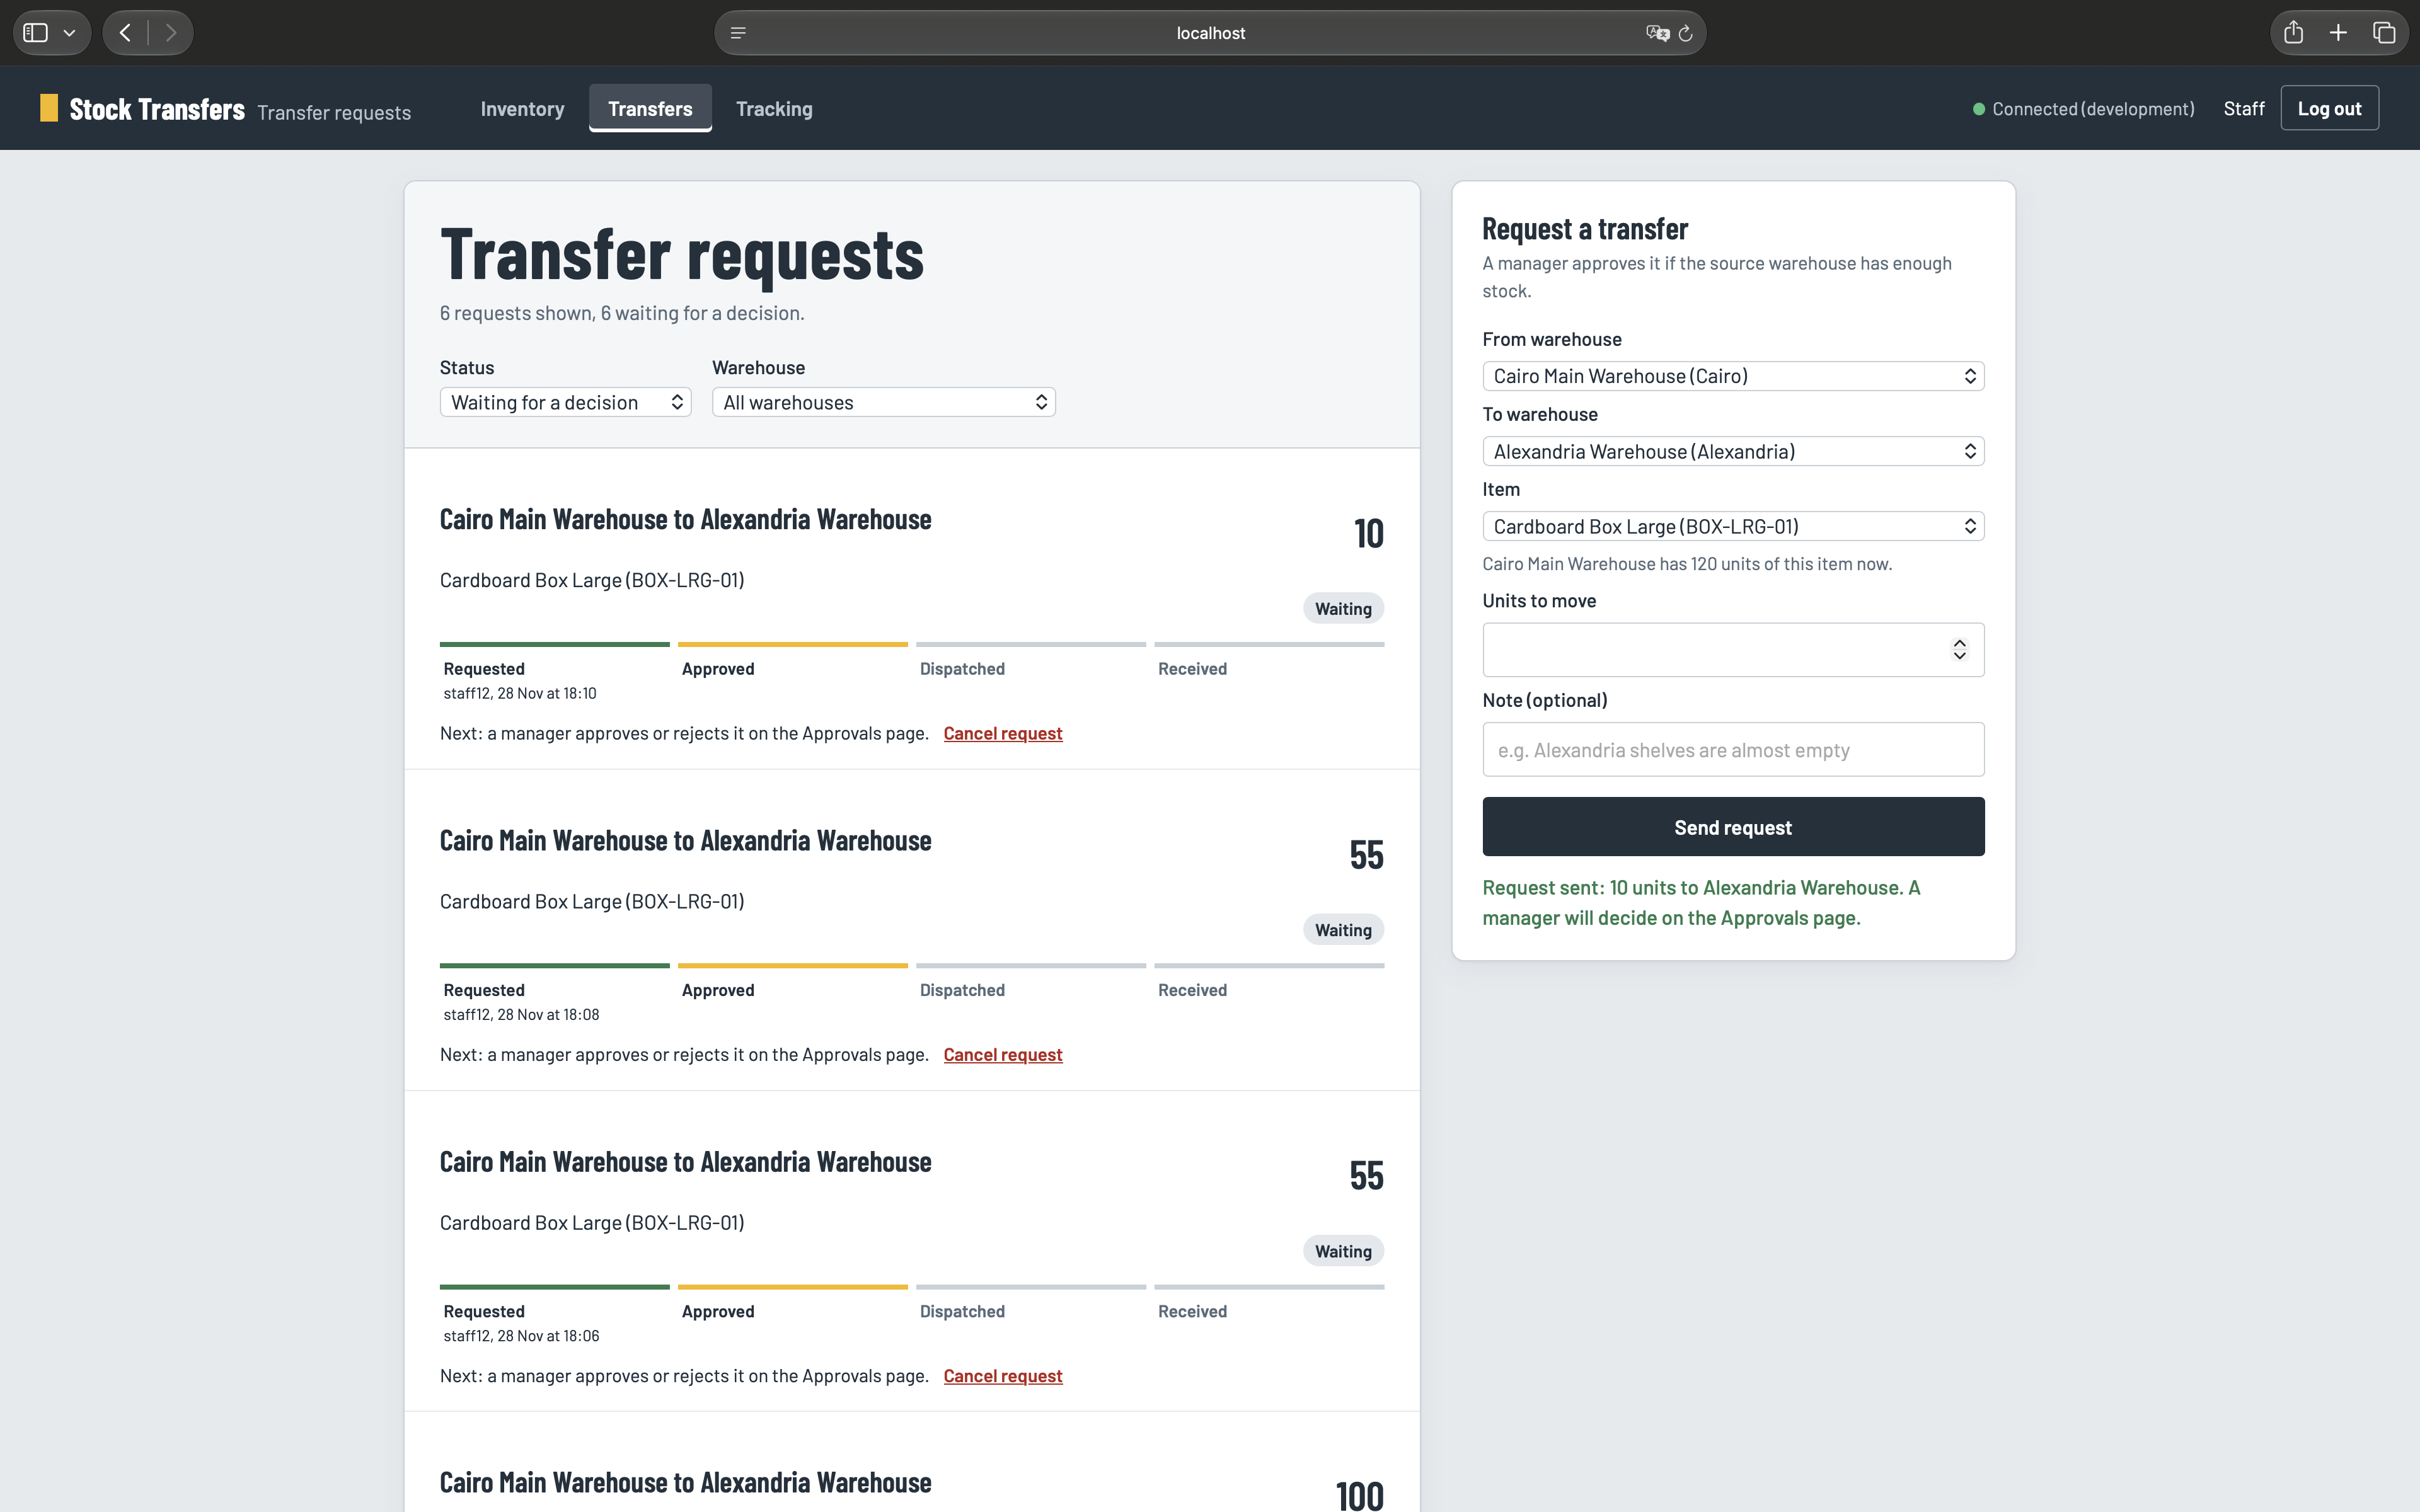 localhost
Stock Transfers Transfer requests Inventory Transfers Tracking Connected (development) Staff Log out
Transfer requests
6 requests shown, 6 waiting for a decision.
Status Warehouse
Waiting for a decision All warehouses
Cairo Main Warehouse to Alexandria Warehouse
10
Cardboard Box Large (BOX-LRG-01)
Waiting
Requested Approved Dispatched Received
staff12, 28 Nov at 18:10
Next: a manager approves or rejects it on the Approvals page. Cancel request
Cairo Main Warehouse to Alexandria Warehouse
55
Cardboard Box Large (BOX-LRG-01)
Waiting
Requested Approved Dispatched Received
staff12, 28 Nov at 18:08
Next: a manager approves or rejects it on the Approvals page. Cancel request
Cairo Main Warehouse to Alexandria Warehouse
55
Cardboard Box Large (BOX-LRG-01)
Waiting
Requested Approved Dispatched Received
staff12, 28 Nov at 18:06
Next: a manager approves or rejects it on the Approvals page. Cancel request
Cairo Main Warehouse to Alexandria Warehouse
100
Request a transfer
A manager approves it if the source warehouse has enough
stock.
From warehouse
Cairo Main Warehouse (Cairo)
To warehouse
Alexandria Warehouse (Alexandria)
Item
Cardboard Box Large (BOX-LRG-01)
Cairo Main Warehouse has 120 units of this item now.
Units to move
Note (optional)
e.g. Alexandria shelves are almost empty
Send request
Request sent: 10 units to Alexandria Warehouse. A
manager will decide on the Approvals page.